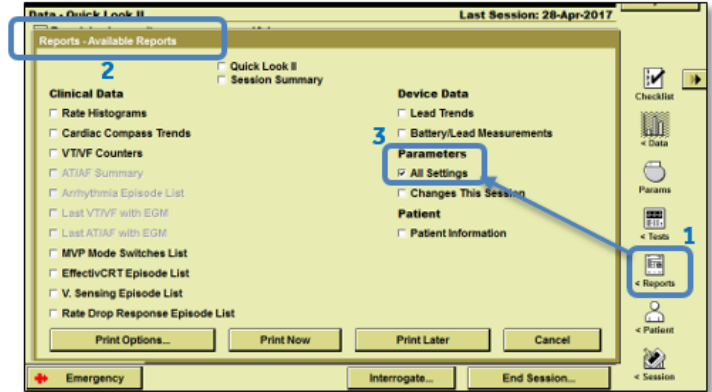 Data - Quick Look II
Last Session: 28-Apr-2017
Reports - Available Reports
2
Quick Look II
Session Summary
Clinical Data
Rate Histograms
Cardiac Compass Trends
VT/VF Counters
AT/AF Summary
Arrhythmia Episode List
Last VT/VF with EGM
Last AT/AF with EGM
MVP Mode Switches List
EffectivCRT Episode List
V. Sensing Episode List
Rate Drop Response Episode List
Device Data
Lead Trends
Battery/Lead Measurements
3
Parameters
All Settings
Changes This Session
Patient
Patient Information
Print Options...
Print Now
Print Later
Cancel
Emergency
Interrogate...
End Session...
Checklist
< Data
Params
< Tests
1
< Reports
< Patient
< Session